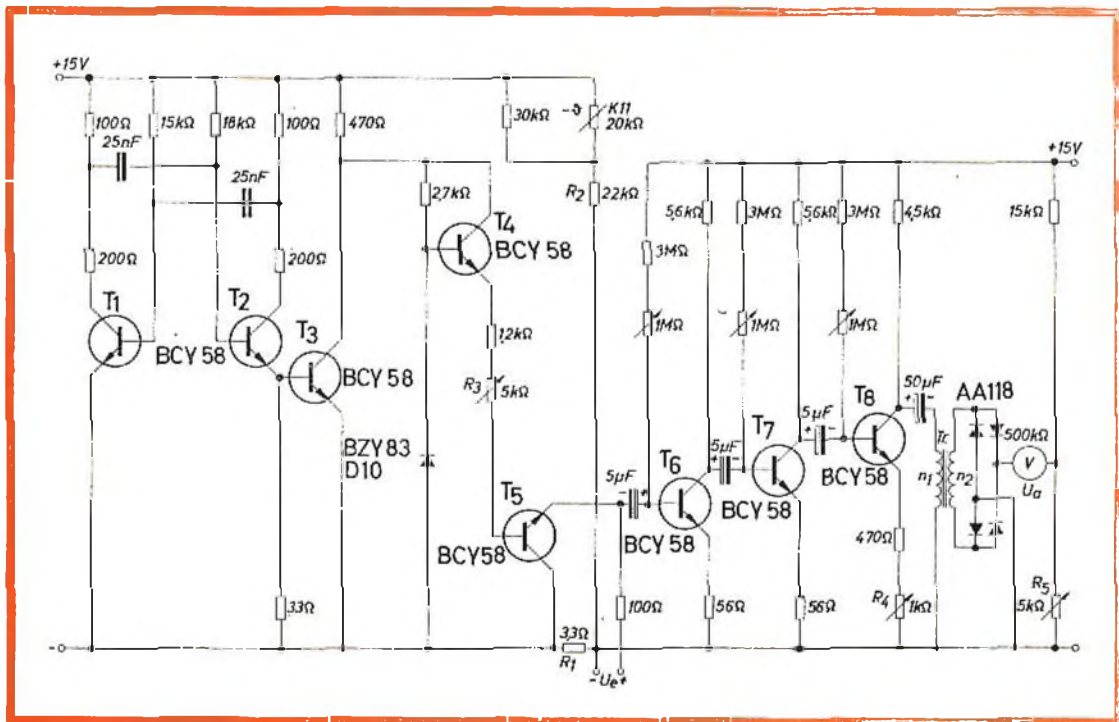 +15V
100Ω
15kΩ
18kΩ
100Ω
470Ω
30kΩ
-ϑ
K11
20kΩ
25nF
25nF
+15V
2,7kΩ
R2
22kΩ
5,6kΩ
3MΩ
5,6kΩ
3MΩ
4,5kΩ
15kΩ
T4
BCY 58
200Ω
200Ω
3MΩ
T1
T2
BCY 58
T3
BCY 58
1,2kΩ
1MΩ
1MΩ
1MΩ
R3
5kΩ
50µF
+ -
AA118
T8
5µF
+ -
500kΩ
BZY 83
D10
T7
5µF
+ -
BCY 58
Tr
n1
n2
V
Ua
T6
5µF
- +
T5
BCY 58
BCY 58
BCY 58
470Ω
33Ω
100Ω
56Ω
56Ω
R4
1kΩ
R5
5kΩ
3,3Ω
R1
-
- Ue +